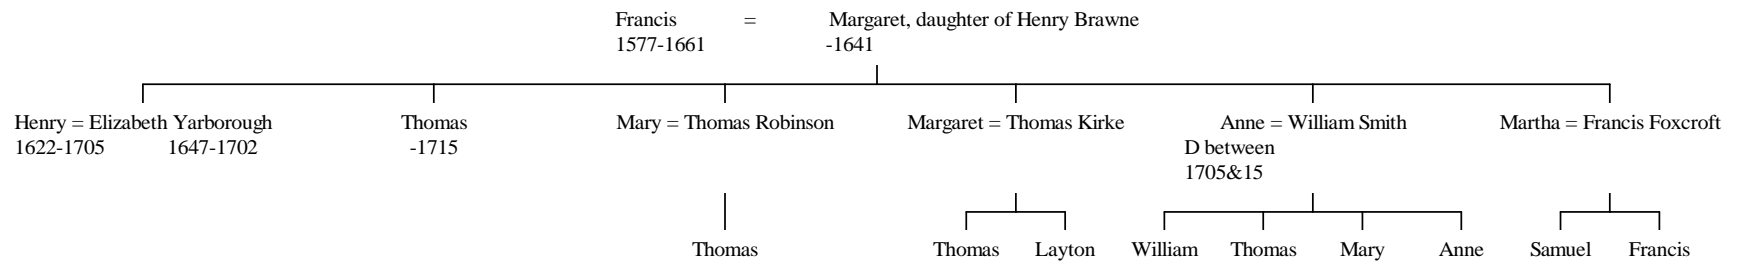 Francis = Margaret, daughter of Henry Brawne
1577-1661 -1641
Henry = Elizabeth Yarborough Thomas Mary = Thomas Robinson Margaret = Thomas Kirke Anne = William Smith Martha = Francis Foxcroft
1622-1705 1647-1702 -1715 D between
1705&15
Thomas Thomas Layton William Thomas Mary Anne Samuel Francis